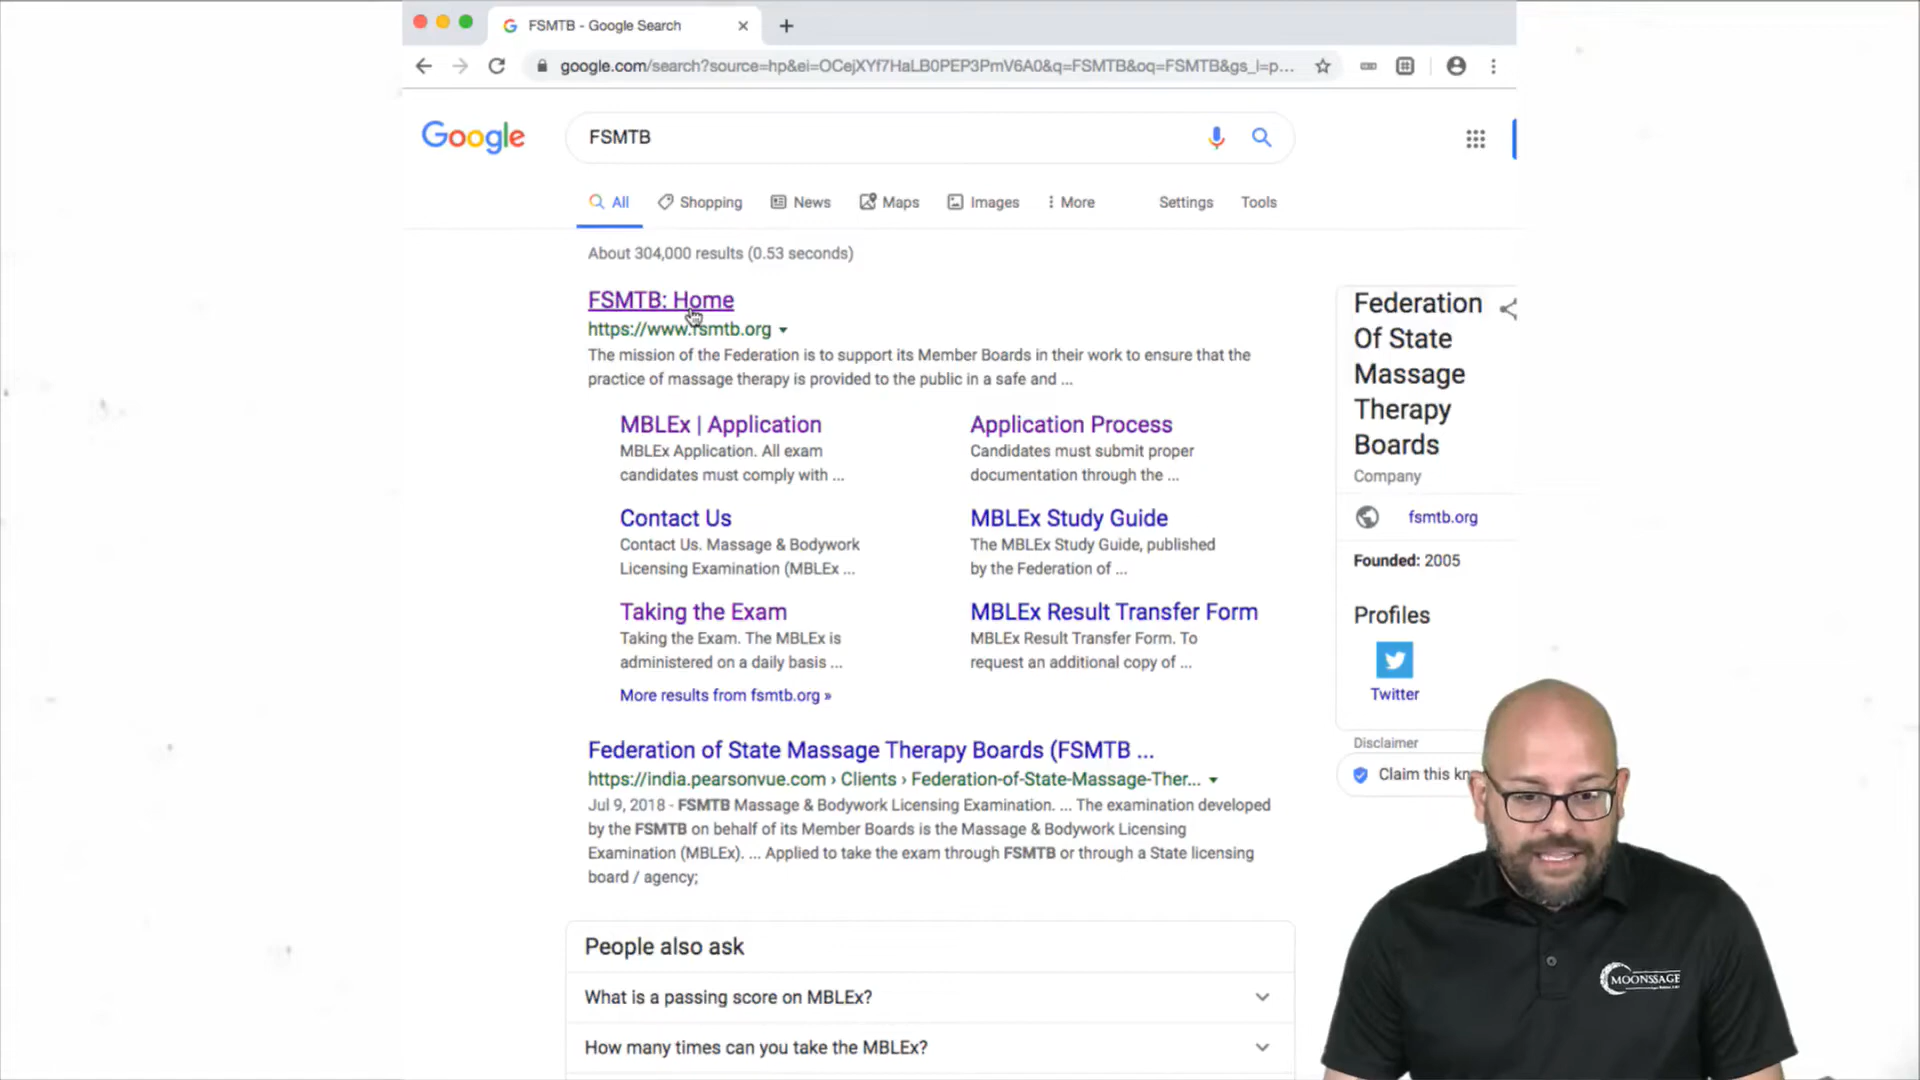 FSMTB - Google Search
google.com/search?source=hp&ei=OCejXYf7HaLB0PEP3PmV6A0&q=FSMTB&oq=FSMTB&gs_l=p...
Google
FSMTB
All Shopping News Maps Images More Settings Tools
About 304,000 results (0.53 seconds)
FSMTB: Home
https://www.fsmtb.org
The mission of the Federation is to support its Member Boards in their work to ensure that the
practice of massage therapy is provided to the public in a safe and ...
MBLEx | Application
MBLEx Application. All exam
candidates must comply with ...
Application Process
Candidates must submit proper
documentation through the ...
Contact Us
Contact Us. Massage & Bodywork
Licensing Examination (MBLEx ...
MBLEx Study Guide
The MBLEx Study Guide, published
by the Federation of ...
Taking the Exam
Taking the Exam. The MBLEx is
administered on a daily basis ...
MBLEx Result Transfer Form
MBLEx Result Transfer Form. To
request an additional copy of ...
More results from fsmtb.org »
Federation of State Massage Therapy Boards (FSMTB ...
https://india.pearsonvue.com › Clients › Federation-of-State-Massage-Ther...
Jul 9, 2018 - FSMTB Massage & Bodywork Licensing Examination. ... The examination developed
by the FSMTB on behalf of its Member Boards is the Massage & Bodywork Licensing
Examination (MBLEx). ... Applied to take the exam through FSMTB or through a State licensing
board / agency;
People also ask
What is a passing score on MBLEx?
How many times can you take the MBLEx?
Federation
Of State
Massage
Therapy
Boards
Company
fsmtb.org
Founded: 2005
Profiles
Twitter
Disclaimer
Claim this kn
MOONSSAGE